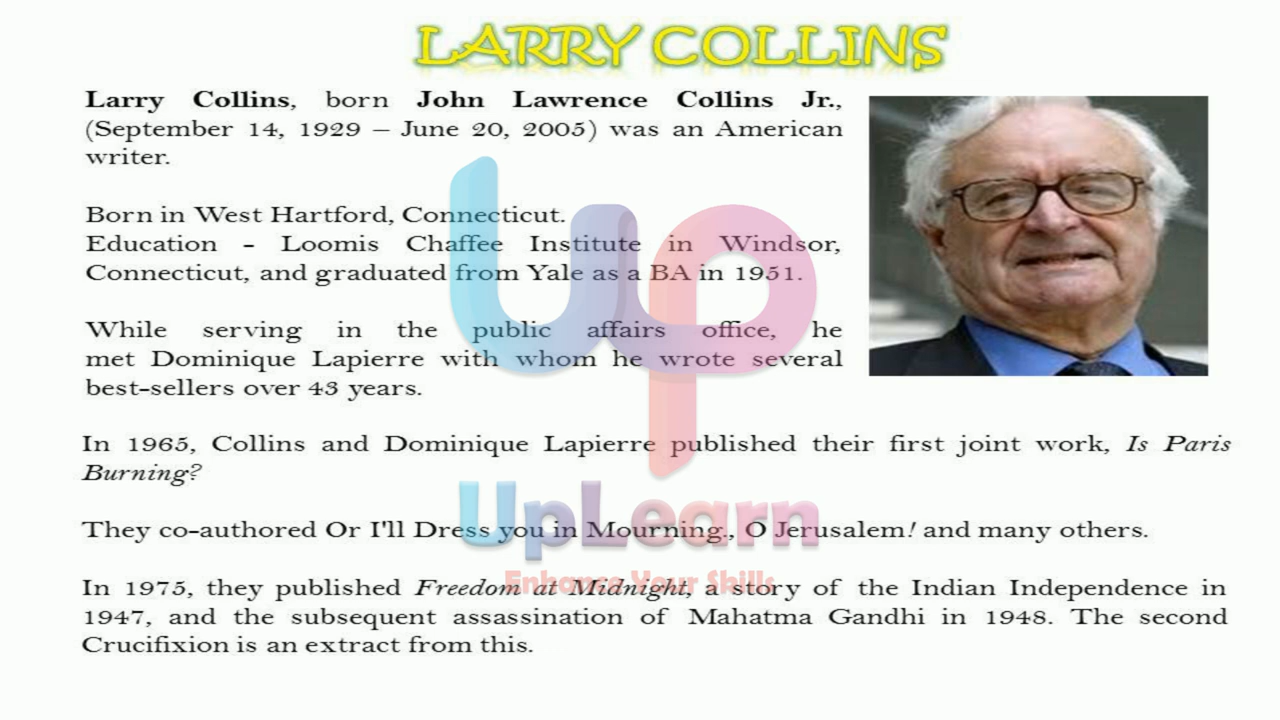 LARRY COLLINS
Larry Collins, born John Lawrence Collins Jr.,
(September 14, 1929 – June 20, 2005) was an American
writer.
Born in West Hartford, Connecticut.
Education - Loomis Chaffee Institute in Windsor,
Connecticut, and graduated from Yale as a BA in 1951.
While serving in the public affairs office, he
met Dominique Lapierre with whom he wrote several
best-sellers over 43 years.
In 1965, Collins and Dominique Lapierre published their first joint work, Is Paris
Burning?
They co-authored Or I'll Dress you in Mourning., O Jerusalem! and many others.
In 1975, they published Freedom at Midnight, a story of the Indian Independence in
1947, and the subsequent assassination of Mahatma Gandhi in 1948. The second
Crucifixion is an extract from this.
up
UpLearn
Enhance Your Skills